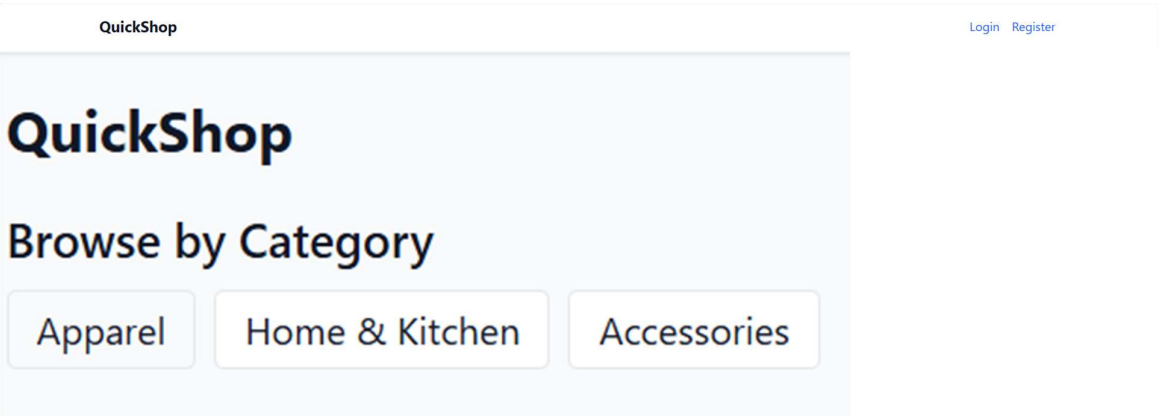 QuickShop Login Register
QuickShop
Browse by Category
Apparel Home & Kitchen Accessories